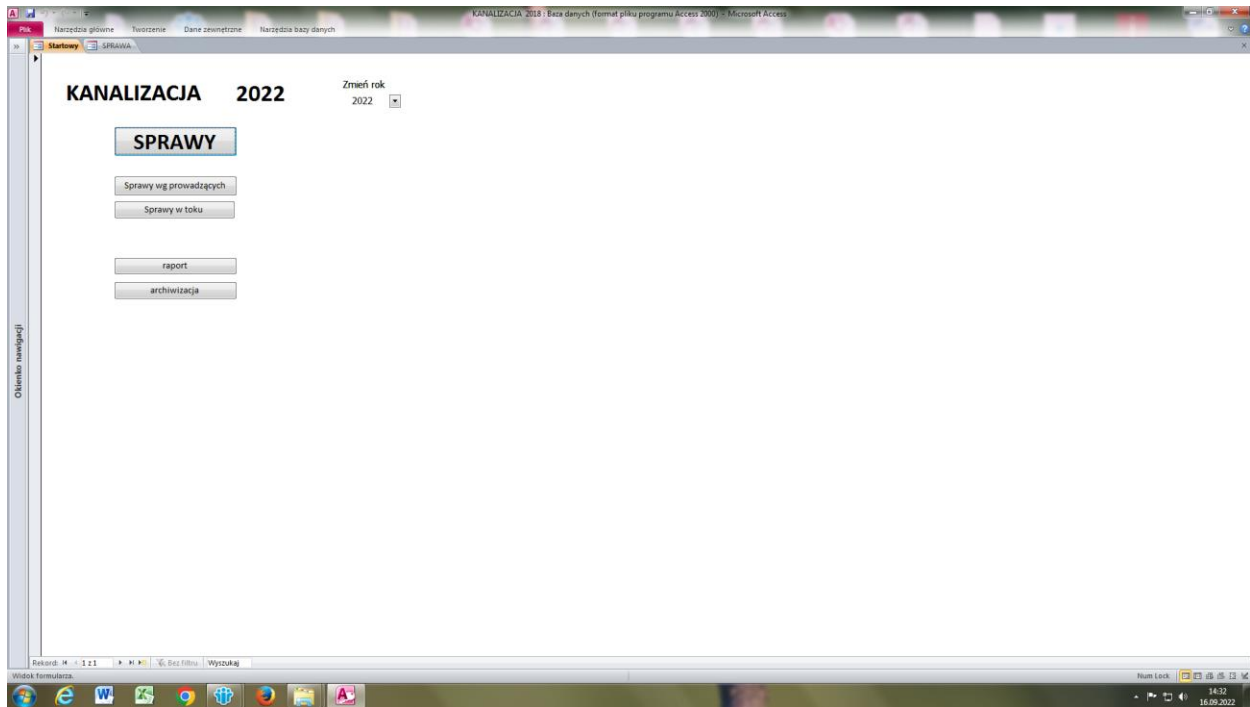 KANALIZACJA 2018 : Baza danych (format pliku programu Access 2000) - Microsoft Access
Plik Narzędzia główne Tworzenie Dane zewnętrzne Narzędzia bazy danych
Startowy SPRAWA
KANALIZACJA 2022
Zmień rok
2022
SPRAWY
Sprawy wg prowadzących
Sprawy w toku
raport
archiwizacja
Okienko nawigacji
Rekord: 1 z 1 Bez filtru Wyszukaj
Widok formularza. Num Lock
14:32
16.09.2022